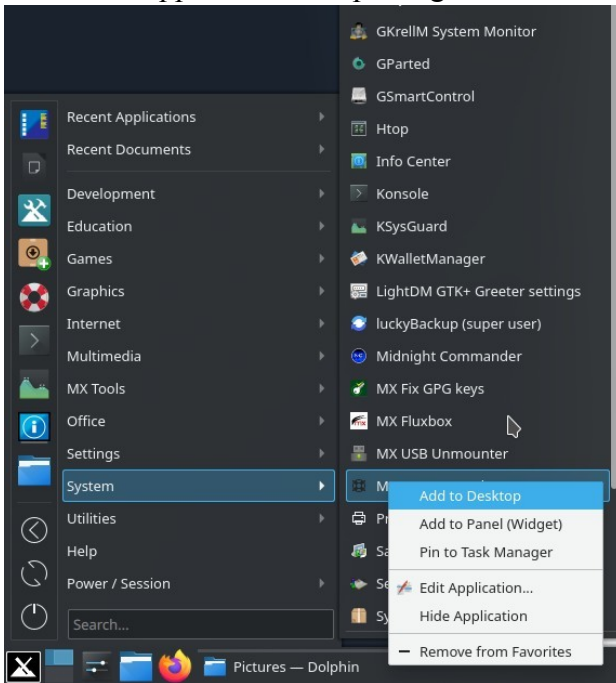 GKrellM System Monitor
GParted
GSmartControl
Htop
Info Center
Konsole
KSysGuard
KWalletManager
LightDM GTK+ Greeter settings
luckyBackup (super user)
Midnight Commander
MX Fix GPG keys
MX Fluxbox
MX USB Unmounter
Recent Applications
Recent Documents
Development
Education
Games
Graphics
Internet
Multimedia
MX Tools
Office
Settings
System
Utilities
Help
Power / Session
Search...
Add to Desktop
Add to Panel (Widget)
Pin to Task Manager
Edit Application...
Hide Application
Remove from Favorites
Pictures — Dolphin